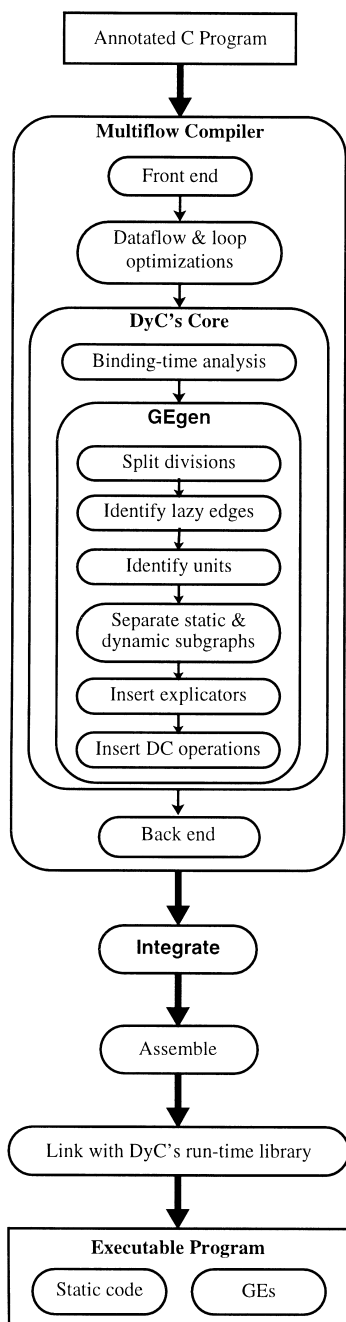 Annotated C Program
Multiflow Compiler
Front end
Dataflow & loop
optimizations
DyC's Core
Binding-time analysis
GEgen
Split divisions
Identify lazy edges
Identify units
Separate static &
dynamic subgraphs
Insert explicators
Insert DC operations
Back end
Integrate
Assemble
Link with DyC's run-time library
Executable Program
Static code
GEs